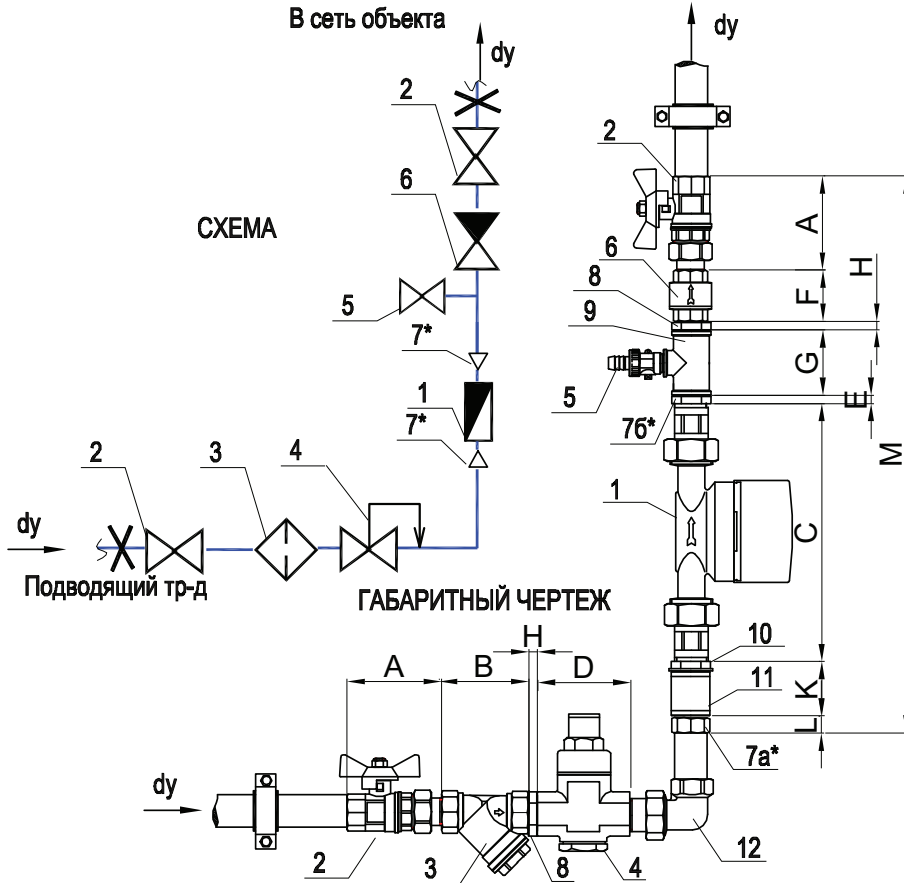 В сеть объекта
dy
dy
2
2
6
СХЕМА
A
H
6
F
8
9
5
7*
G
E
5
1
7б*
7*
M
2
3
4
1
C
dy
Подводящий тр-д
ГАБАРИТНЫЙ ЧЕРТЕЖ
H
10
A
B
D
K
11
L
7а*
dy
12
2
3
8
4